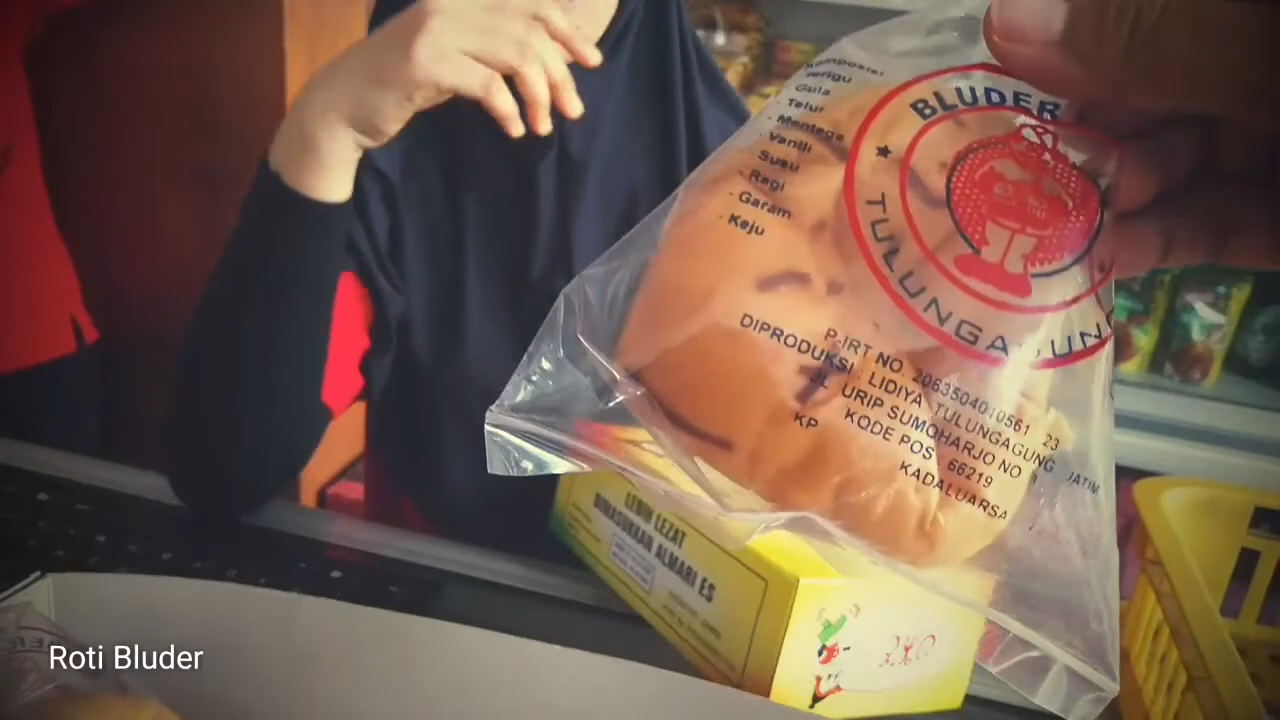 Komposisi
Terigu
Gula
- Telur
- Mentega
- Vanili
Susu
- Ragi
- Garam
- Keju
BLUDER
TULUNGAGUNG
P-IRT NO 2063504010561 23
DIPRODUKSI LIDIYA TULUNGAGUNG JATIM
JL URIP SUMOHARJO NO
KP KODE POS 66219
KADALUARSA
LEBIH LEZAT
DIMASUKKAN ALMARI ES
Roti Bluder